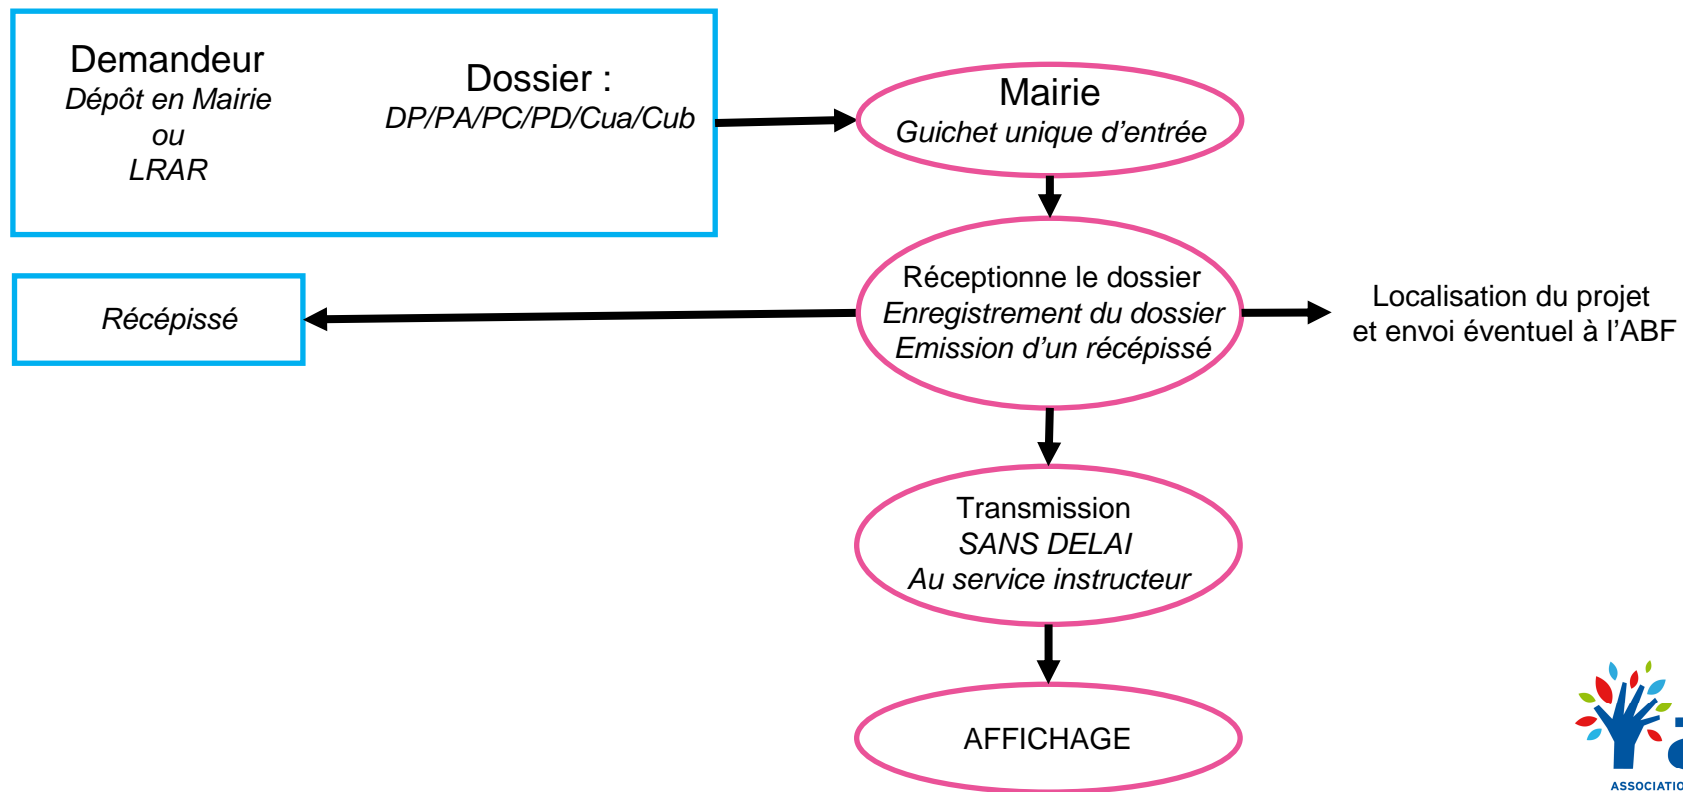 Demandeur
Dépôt en Mairie
ou
LRAR
Dossier :
DP/PA/PC/PD/Cua/Cub
Mairie
Guichet unique d’entrée
Réceptionne le dossier
Enregistrement du dossier
Emission d’un récépissé
Récépissé
Localisation du projet
et envoi éventuel à l’ABF
Transmission
SANS DELAI
Au service instructeur
AFFICHAGE